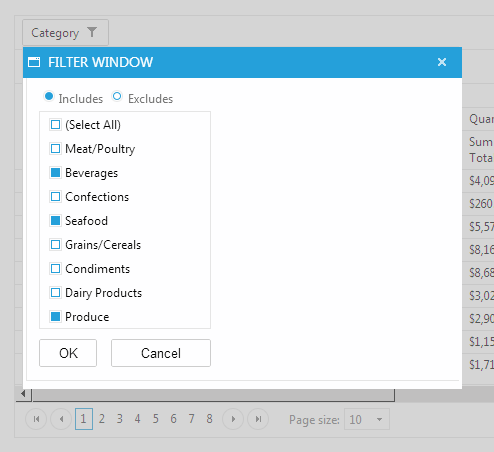 Category
FILTER WINDOW
Includes Excludes
(Select All)
Meat/Poultry
Beverages
Confections
Seafood
Grains/Cereals
Condiments
Dairy Products
Produce
OK Cancel
Quan
Sum
Tota
$4,09
$260
$5,57
$8,16
$8,68
$3,02
$2,90
$1,15
$1,71
1 2 3 4 5 6 7 8 Page size: 10